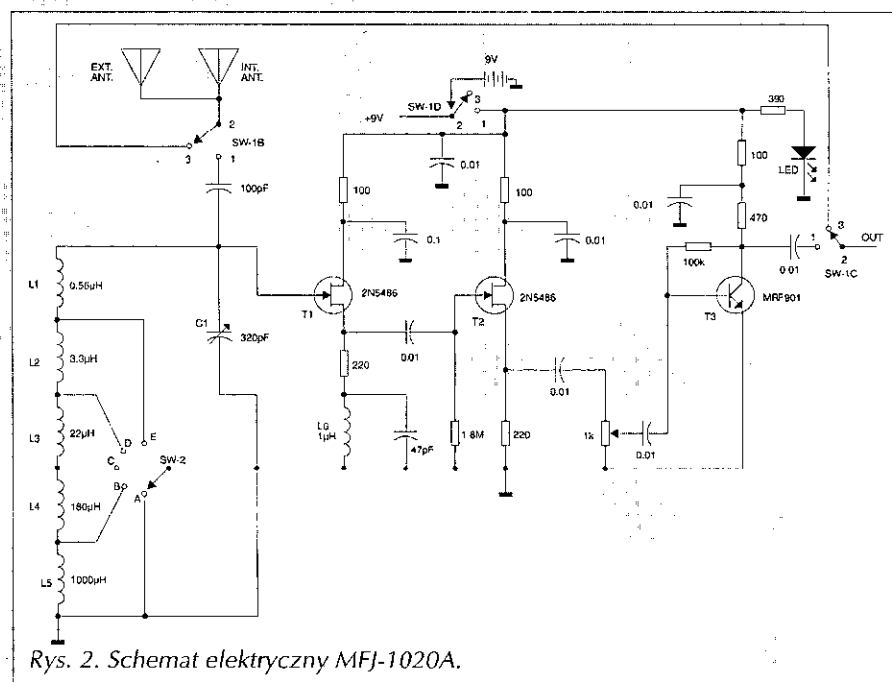 EXT.
ANT.
INT.
ANT.
2
SW-1B
3
1
100pF
9V
SW-1D
3
+9V
2
1
0.01
100
100
0.1
0.01
390
100
LED
0.01
470
100k
3
1
OUT
0.01
2
SW-1C
MRF901
T3
L1
0.56µH
C1
320pF
2N5486
T1
2N5486
T2
L2
3.3µH
0.01
220
0.01
L3
22µH
D
E
C
SW-2
B
A
1µH
47pF
1.8M
220
1k
0.01
L4
180µH
L5
1000µH
Rys. 2. Schemat elektryczny MFJ-1020A.